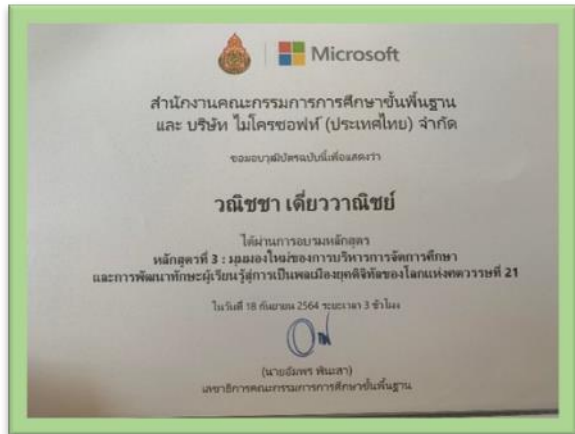 Microsoft
สำนักงานคณะกรรมการการศึกษาขั้นพื้นฐาน
และ บริษัท ไมโครซอฟท์ (ประเทศไทย) จำกัด
ขอมอบวุฒิบัตรฉบับนี้เพื่อแสดงว่า
วณิชชา เดี่ยววาณิชย์
ได้ผ่านการอบรมหลักสูตร
หลักสูตรที่ 3 : มุมมองใหม่ของการบริหารการจัดการศึกษา
และการพัฒนาทักษะผู้เรียนรู้สู่การเป็นพลเมืองยุคดิจิทัลของโลกแห่งศตวรรษที่ 21
ในวันที่ 18 กันยายน 2564 ระยะเวลา 3 ชั่วโมง
(นายอัมพร พินะสา)
เลขาธิการคณะกรรมการการศึกษาขั้นพื้นฐาน